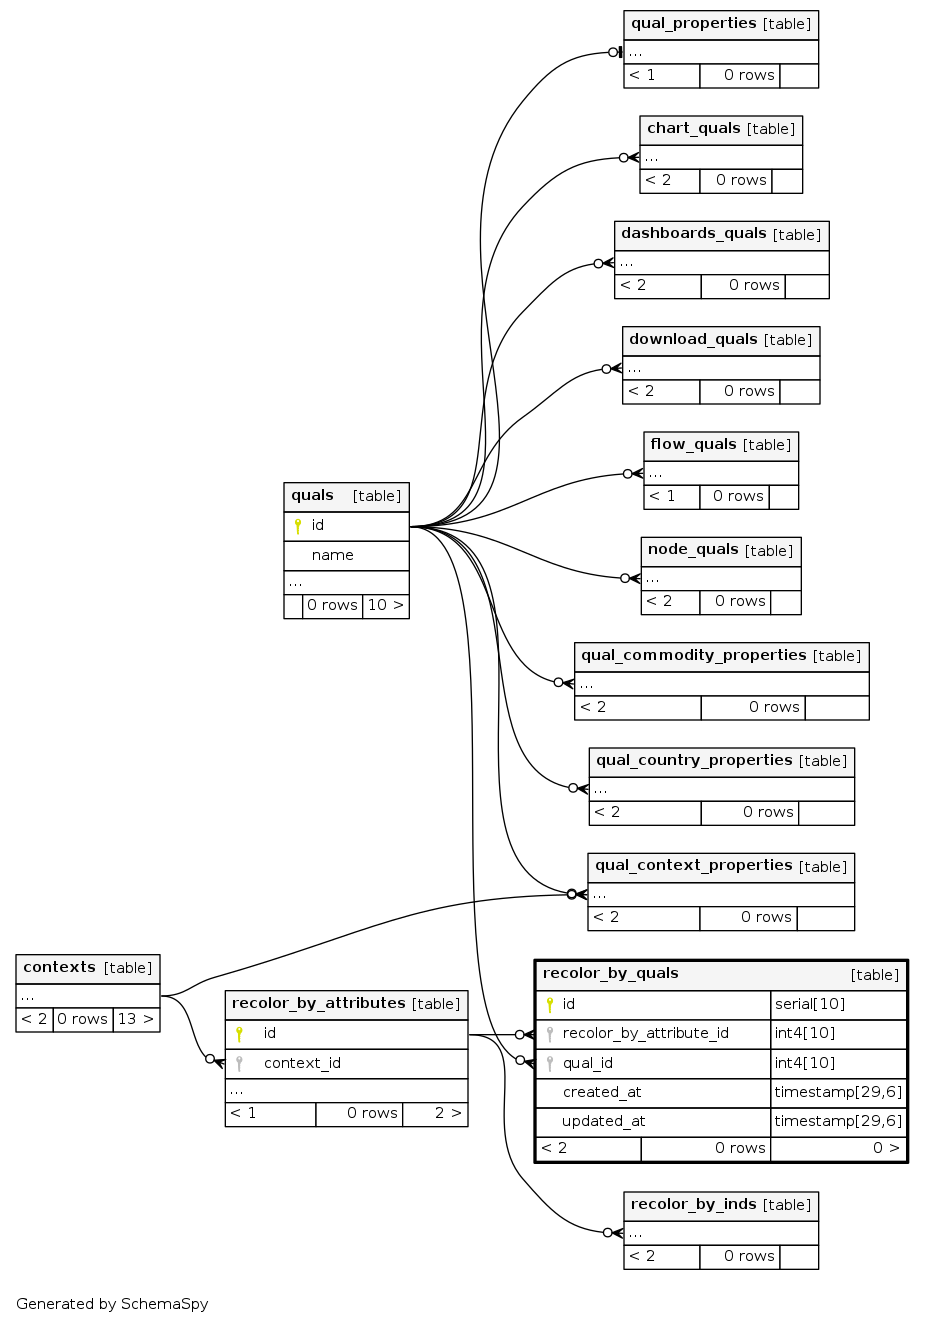 qual_properties [table]
...
< 1 0 rows
chart_quals [table]
...
< 2 0 rows
dashboards_quals [table]
...
< 2 0 rows
download_quals [table]
...
< 2 0 rows
flow_quals [table]
...
< 1 0 rows
quals [table]
id
name
...
0 rows 10 >
node_quals [table]
...
< 2 0 rows
qual_commodity_properties [table]
...
< 2 0 rows
qual_country_properties [table]
...
< 2 0 rows
qual_context_properties [table]
...
< 2 0 rows
contexts [table]
...
< 2 0 rows 13 >
recolor_by_attributes [table]
id
context_id
...
< 1 0 rows 2 >
recolor_by_quals [table]
id serial[10]
recolor_by_attribute_id int4[10]
qual_id int4[10]
created_at timestamp[29,6]
updated_at timestamp[29,6]
< 2 0 rows 0 >
recolor_by_inds [table]
...
< 2 0 rows
Generated by SchemaSpy